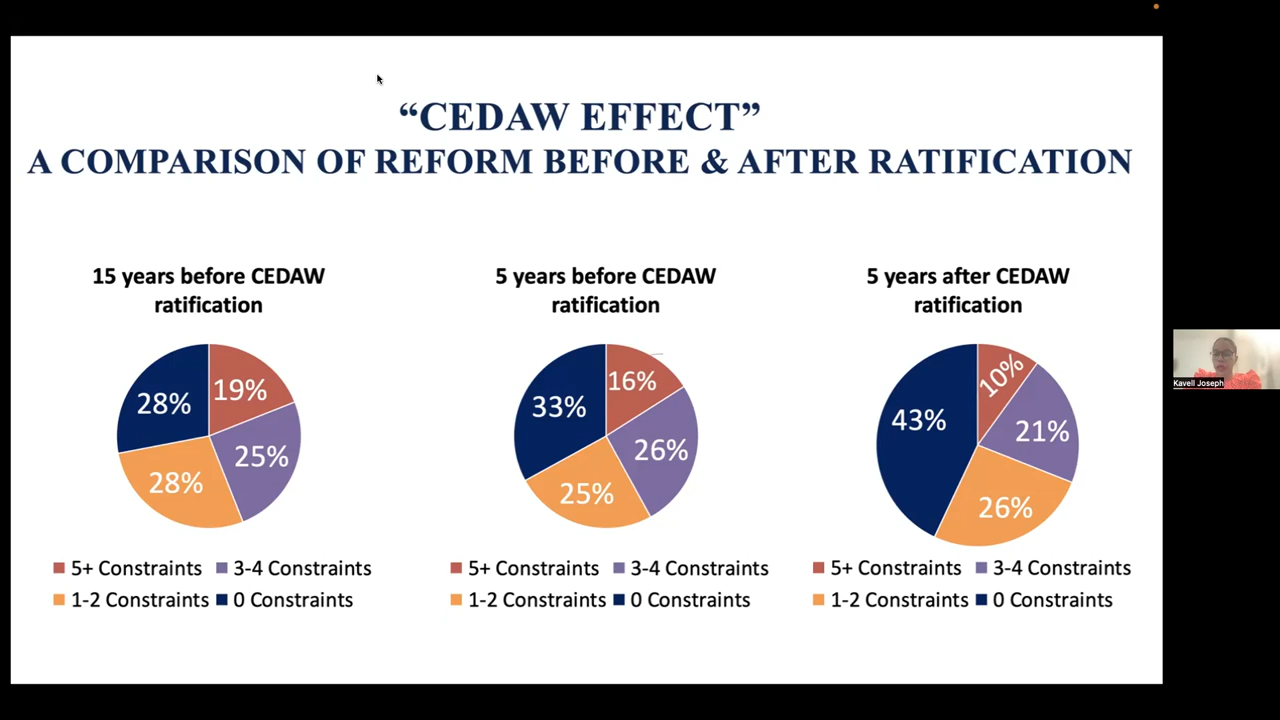 “CEDAW EFFECT”
A COMPARISON OF REFORM BEFORE & AFTER RATIFICATION
15 years before CEDAW
ratification
19%
25%
28%
28%
5+ Constraints
3-4 Constraints
1-2 Constraints
0 Constraints
5 years before CEDAW
ratification
16%
26%
25%
33%
5+ Constraints
3-4 Constraints
1-2 Constraints
0 Constraints
5 years after CEDAW
ratification
10%
21%
26%
43%
5+ Constraints
3-4 Constraints
1-2 Constraints
0 Constraints
Kavell Joseph